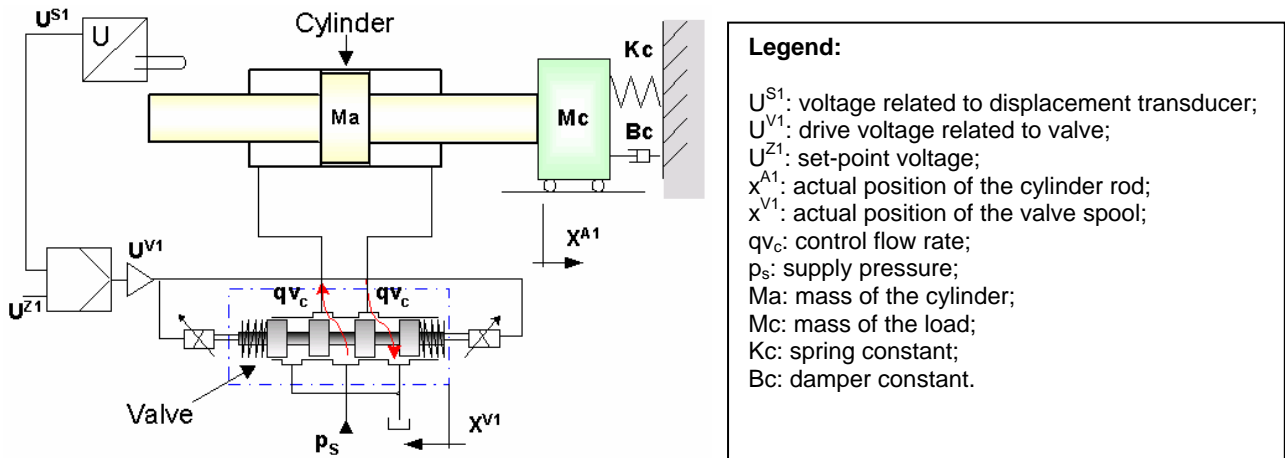 U^S1
U
Cylinder
Kc
Ma
Mc
Bc
X^A1
U^V1
U^Z1
qv_c
qv_c
Valve
p_S
X^V1
Legend:
U^S1: voltage related to displacement transducer;
U^V1: drive voltage related to valve;
U^Z1: set-point voltage;
x^A1: actual position of the cylinder rod;
x^V1: actual position of the valve spool;
qv_c: control flow rate;
p_s: supply pressure;
Ma: mass of the cylinder;
Mc: mass of the load;
Kc: spring constant;
Bc: damper constant.